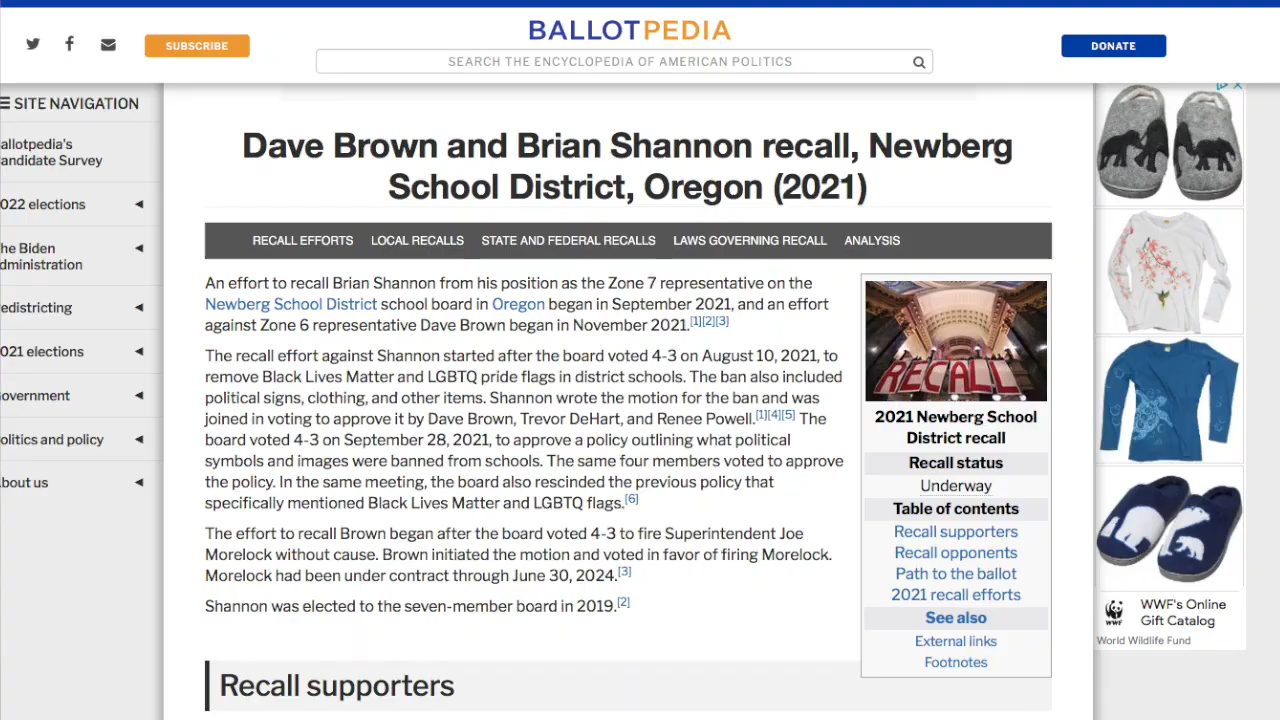 BALLOTPEDIA
SUBSCRIBE
SEARCH THE ENCYCLOPEDIA OF AMERICAN POLITICS
DONATE
SITE NAVIGATION
allotpedia's
andidate Survey
022 elections
he Biden
dministration
edistricting
021 elections
overnment
olitics and policy
bout us
Dave Brown and Brian Shannon recall, Newberg
School District, Oregon (2021)
RECALL EFFORTS LOCAL RECALLS STATE AND FEDERAL RECALLS LAWS GOVERNING RECALL ANALYSIS
An effort to recall Brian Shannon from his position as the Zone 7 representative on the
Newberg School District school board in Oregon began in September 2021, and an effort
against Zone 6 representative Dave Brown began in November 2021.[1][2][3]
The recall effort against Shannon started after the board voted 4-3 on August 10, 2021, to
remove Black Lives Matter and LGBTQ pride flags in district schools. The ban also included
political signs, clothing, and other items. Shannon wrote the motion for the ban and was
joined in voting to approve it by Dave Brown, Trevor DeHart, and Renee Powell.[1][4][5] The
board voted 4-3 on September 28, 2021, to approve a policy outlining what political
symbols and images were banned from schools. The same four members voted to approve
the policy. In the same meeting, the board also rescinded the previous policy that
specifically mentioned Black Lives Matter and LGBTQ flags.[6]
The effort to recall Brown began after the board voted 4-3 to fire Superintendent Joe
Morelock without cause. Brown initiated the motion and voted in favor of firing Morelock.
Morelock had been under contract through June 30, 2024.[3]
Shannon was elected to the seven-member board in 2019.[2]
Recall supporters
RECALL
2021 Newberg School
District recall
Recall status
Underway
Table of contents
Recall supporters
Recall opponents
Path to the ballot
2021 recall efforts
See also
External links
Footnotes
WWF
WWF's Online
Gift Catalog
World Wildlife Fund